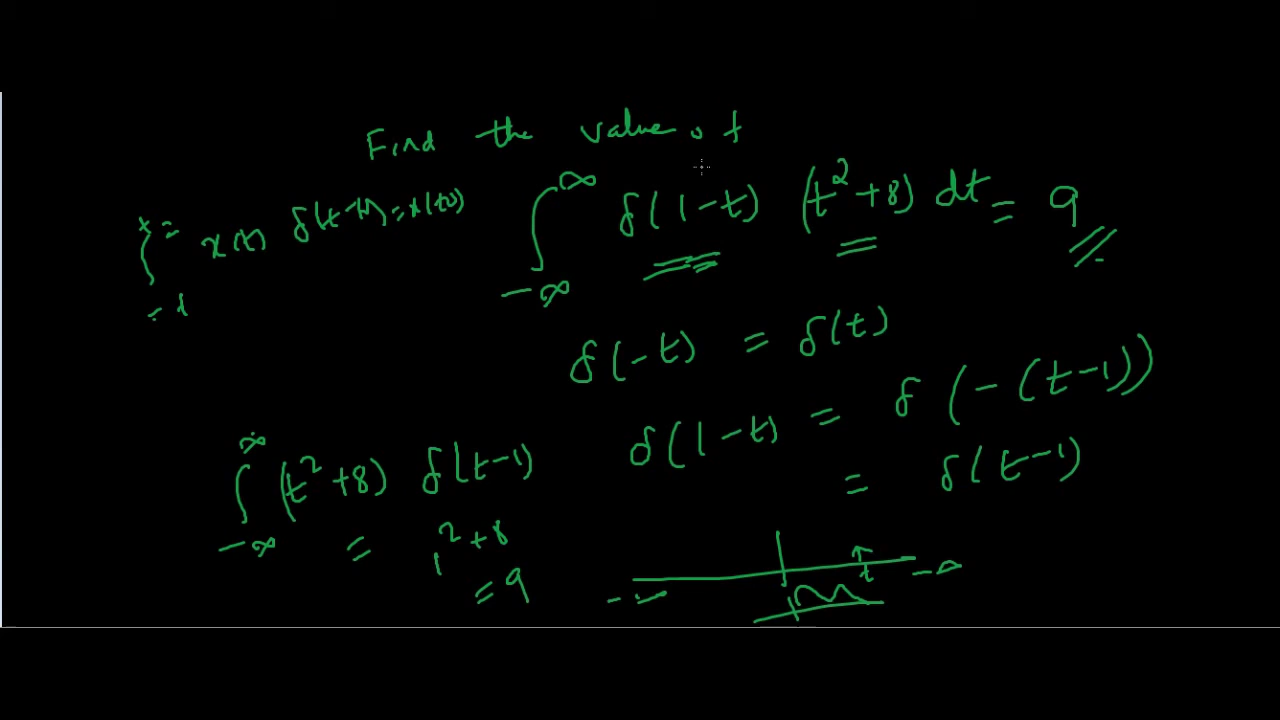 Find the value of
∫_{-∞}^{∞} δ(1-t) (t²+8) dt = 9
x(t) δ(t-t0) = x(t0)
δ(-t) = δ(t)
δ(1-t) = δ(-(t-1))
= δ(t-1)
∫_{-∞}^{∞} (t²+8) δ(t-1)
= 1²+8
= 9